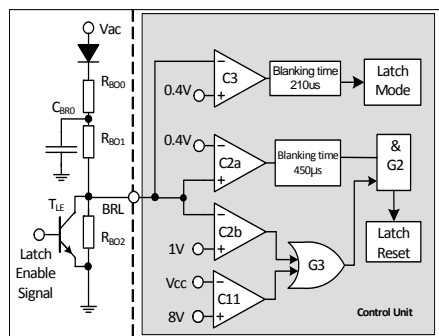 Vac
RBO0
CBR0
RBO1
TLE
BRL
RBO2
Latch
Enable
Signal
0.4V
C3
Blanking time
210us
Latch
Mode
0.4V
C2a
Blanking time
450µs
&
G2
C2b
1V
G3
Latch
Reset
Vcc
C11
8V
Control Unit